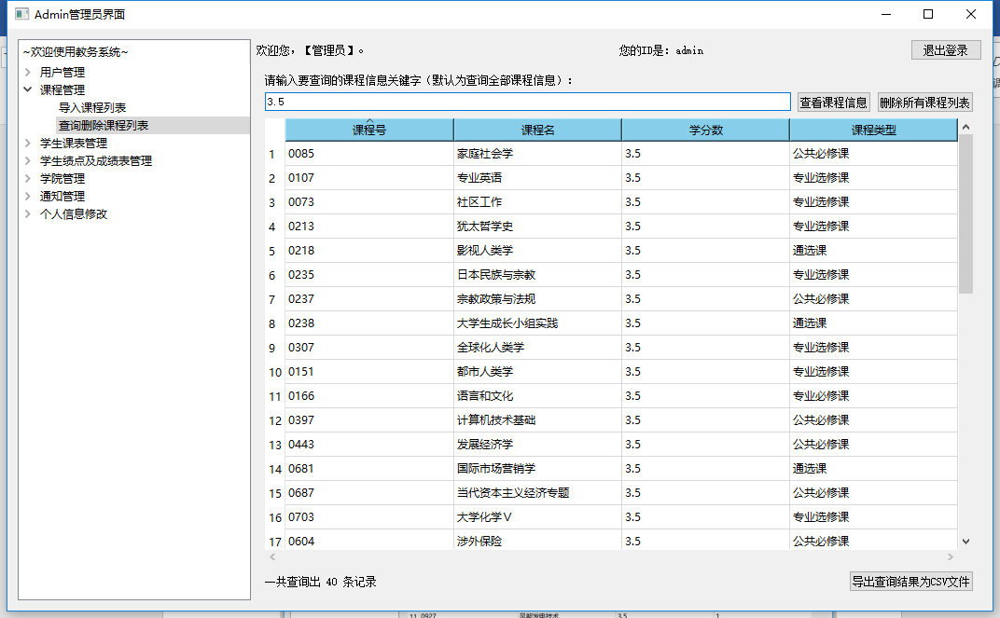 Admin管理员界面
~欢迎使用教务系统~
用户管理
课程管理
导入课程列表
查询删除课程列表
学生课表管理
学生绩点及成绩表管理
学院管理
通知管理
个人信息修改
欢迎您，【管理员】。 您的ID是: admin 退出登录
请输入要查询的课程信息关键字（默认为查询全部课程信息）:
3.5 查看课程信息 删除所有课程列表
课程号 课程名 学分数 课程类型
1 0085 家庭社会学 3.5 公共必修课
2 0107 专业英语 3.5 专业选修课
3 0073 社区工作 3.5 专业选修课
4 0213 犹太哲学史 3.5 专业选修课
5 0218 影视人类学 3.5 通选课
6 0235 日本民族与宗教 3.5 专业选修课
7 0237 宗教政策与法规 3.5 公共必修课
8 0238 大学生成长小组实践 3.5 通选课
9 0307 全球化人类学 3.5 专业选修课
10 0151 都市人类学 3.5 专业选修课
11 0166 语言和文化 3.5 专业必修课
12 0397 计算机技术基础 3.5 公共必修课
13 0443 发展经济学 3.5 公共必修课
14 0681 国际市场营销学 3.5 通选课
15 0687 当代资本主义经济专题 3.5 公共必修课
16 0703 大学化学Ⅴ 3.5 专业选修课
17 0604 涉外保险 3.5 公共必修课
一共查询出 40 条记录 导出查询结果为CSV文件
11 0927 3.5 1